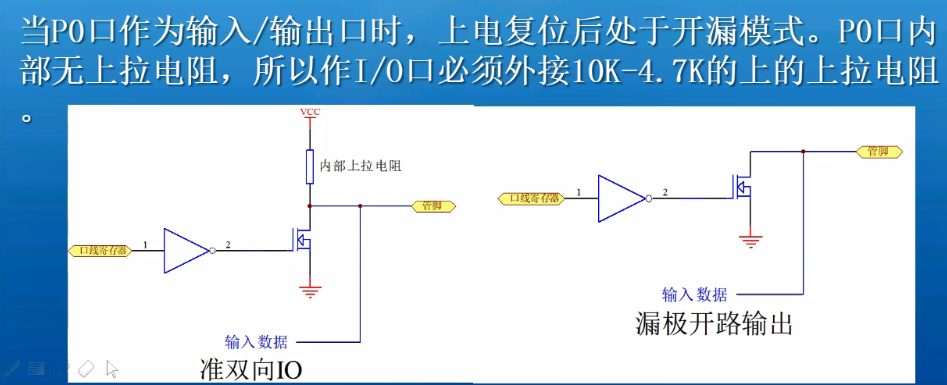 当P0口作为输入/输出口时，上电复位后处于开漏模式。P0口内
部无上拉电阻，所以作I/O口必须外接10K-4.7K的上的上拉电阻
。
VCC
内部上拉电阻
管脚
口线寄存器
1
2
输入数据
准双向IO
管脚
口线寄存器
1
2
输入数据
漏极开路输出